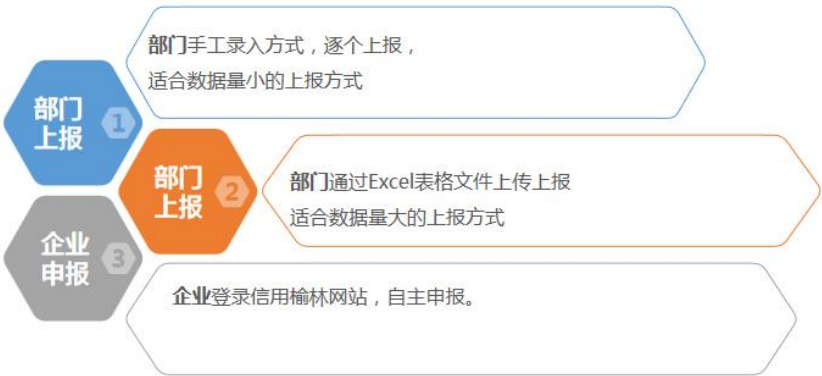 部门手工录入方式，逐个上报，
适合数据量小的上报方式
部门
上报
1
部门
上报
2
部门通过Excel表格文件上传上报
适合数据量大的上报方式
企业
申报
3
企业登录信用榆林网站，自主申报。